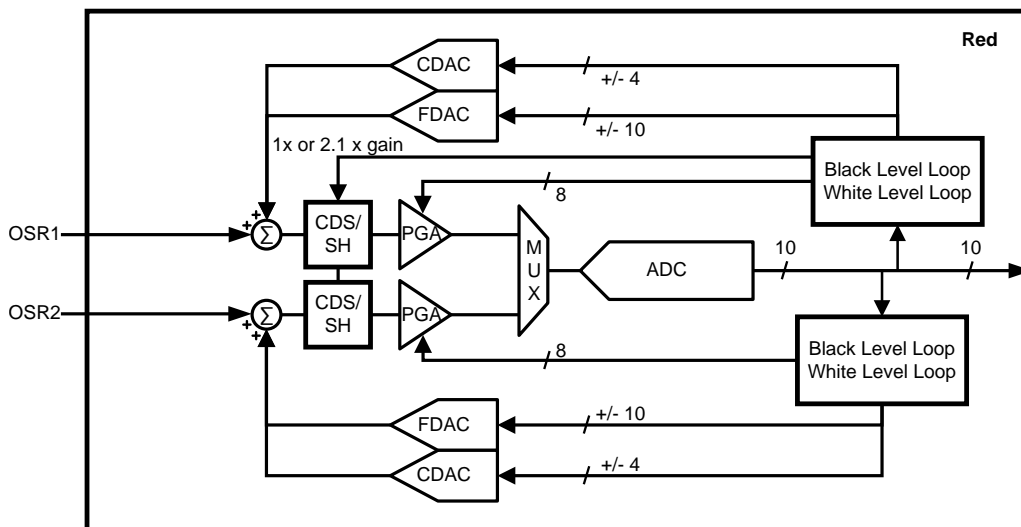 Red
CDAC
+/- 4
FDAC
+/- 10
1x or 2.1 x gain
Black Level Loop
White Level Loop
8
+
+
OSR1
Σ
CDS/
SH
PGA
MUX
ADC
10
10
OSR2
Σ
+
+
CDS/
SH
PGA
8
Black Level Loop
White Level Loop
FDAC
+/- 10
CDAC
+/- 4